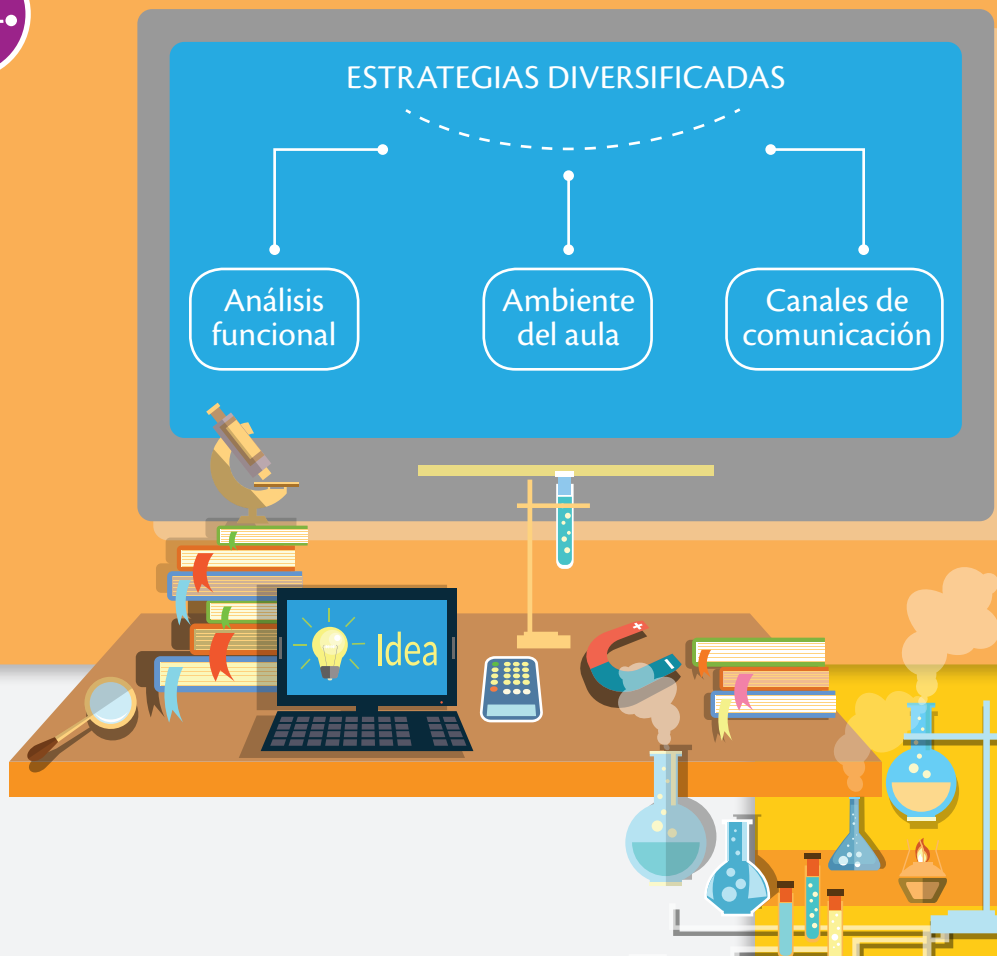 ESTRATEGIAS DIVERSIFICADAS
Análisis
funcional
Ambiente
del aula
Canales de
comunicación
Idea